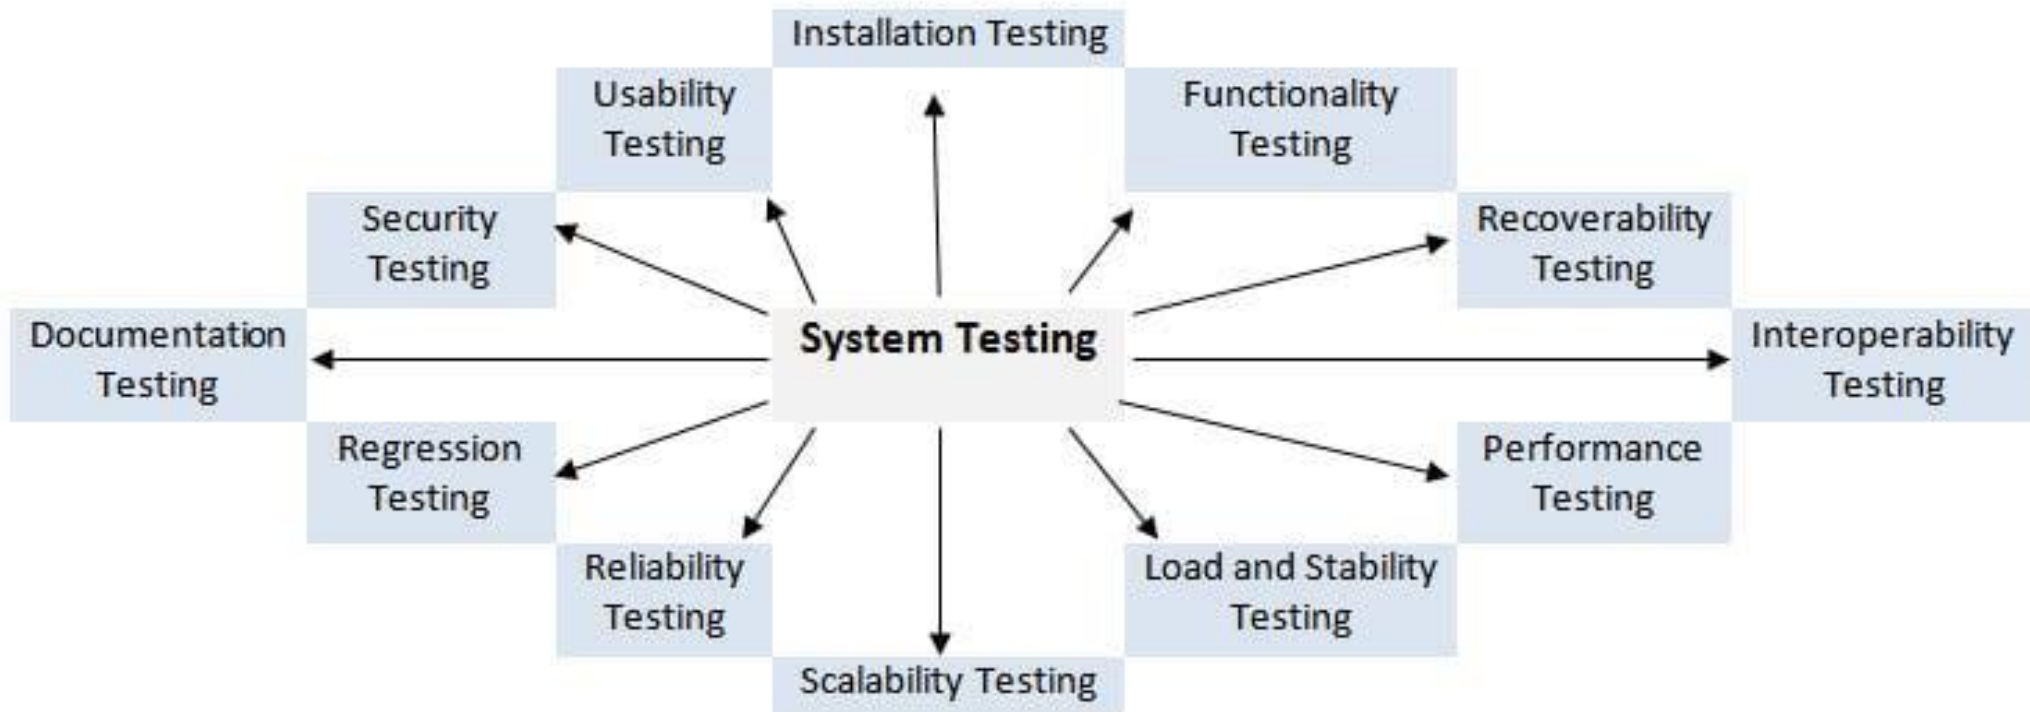 Installation Testing
Usability
Testing
Functionality
Testing
Security
Testing
Recoverability
Testing
Documentation
Testing
System Testing
Interoperability
Testing
Regression
Testing
Performance
Testing
Reliability
Testing
Load and Stability
Testing
Scalability Testing